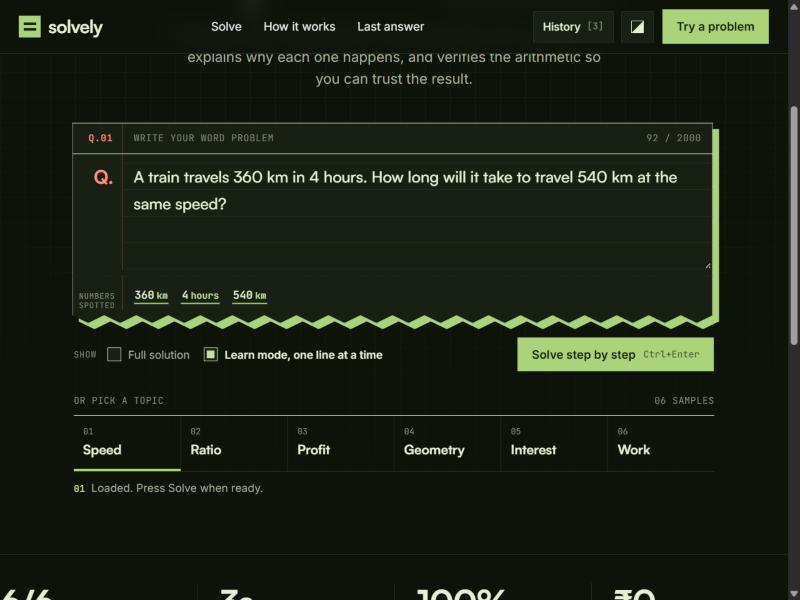 solvely
Solve How it works Last answer
History [3]
Try a problem
explains why each one happens, and verifies the arithmetic so
you can trust the result.
Q.01 WRITE YOUR WORD PROBLEM 92 / 2000
Q. A train travels 360 km in 4 hours. How long will it take to travel 540 km at the
same speed?
NUMBERS
SPOTTED
360 km 4 hours 540 km
SHOW Full solution Learn mode, one line at a time
Solve step by step Ctrl+Enter
OR PICK A TOPIC 06 SAMPLES
01 02 03 04 05 06
Speed Ratio Profit Geometry Interest Work
01 Loaded. Press Solve when ready.
6/6 3s 100% ₹0